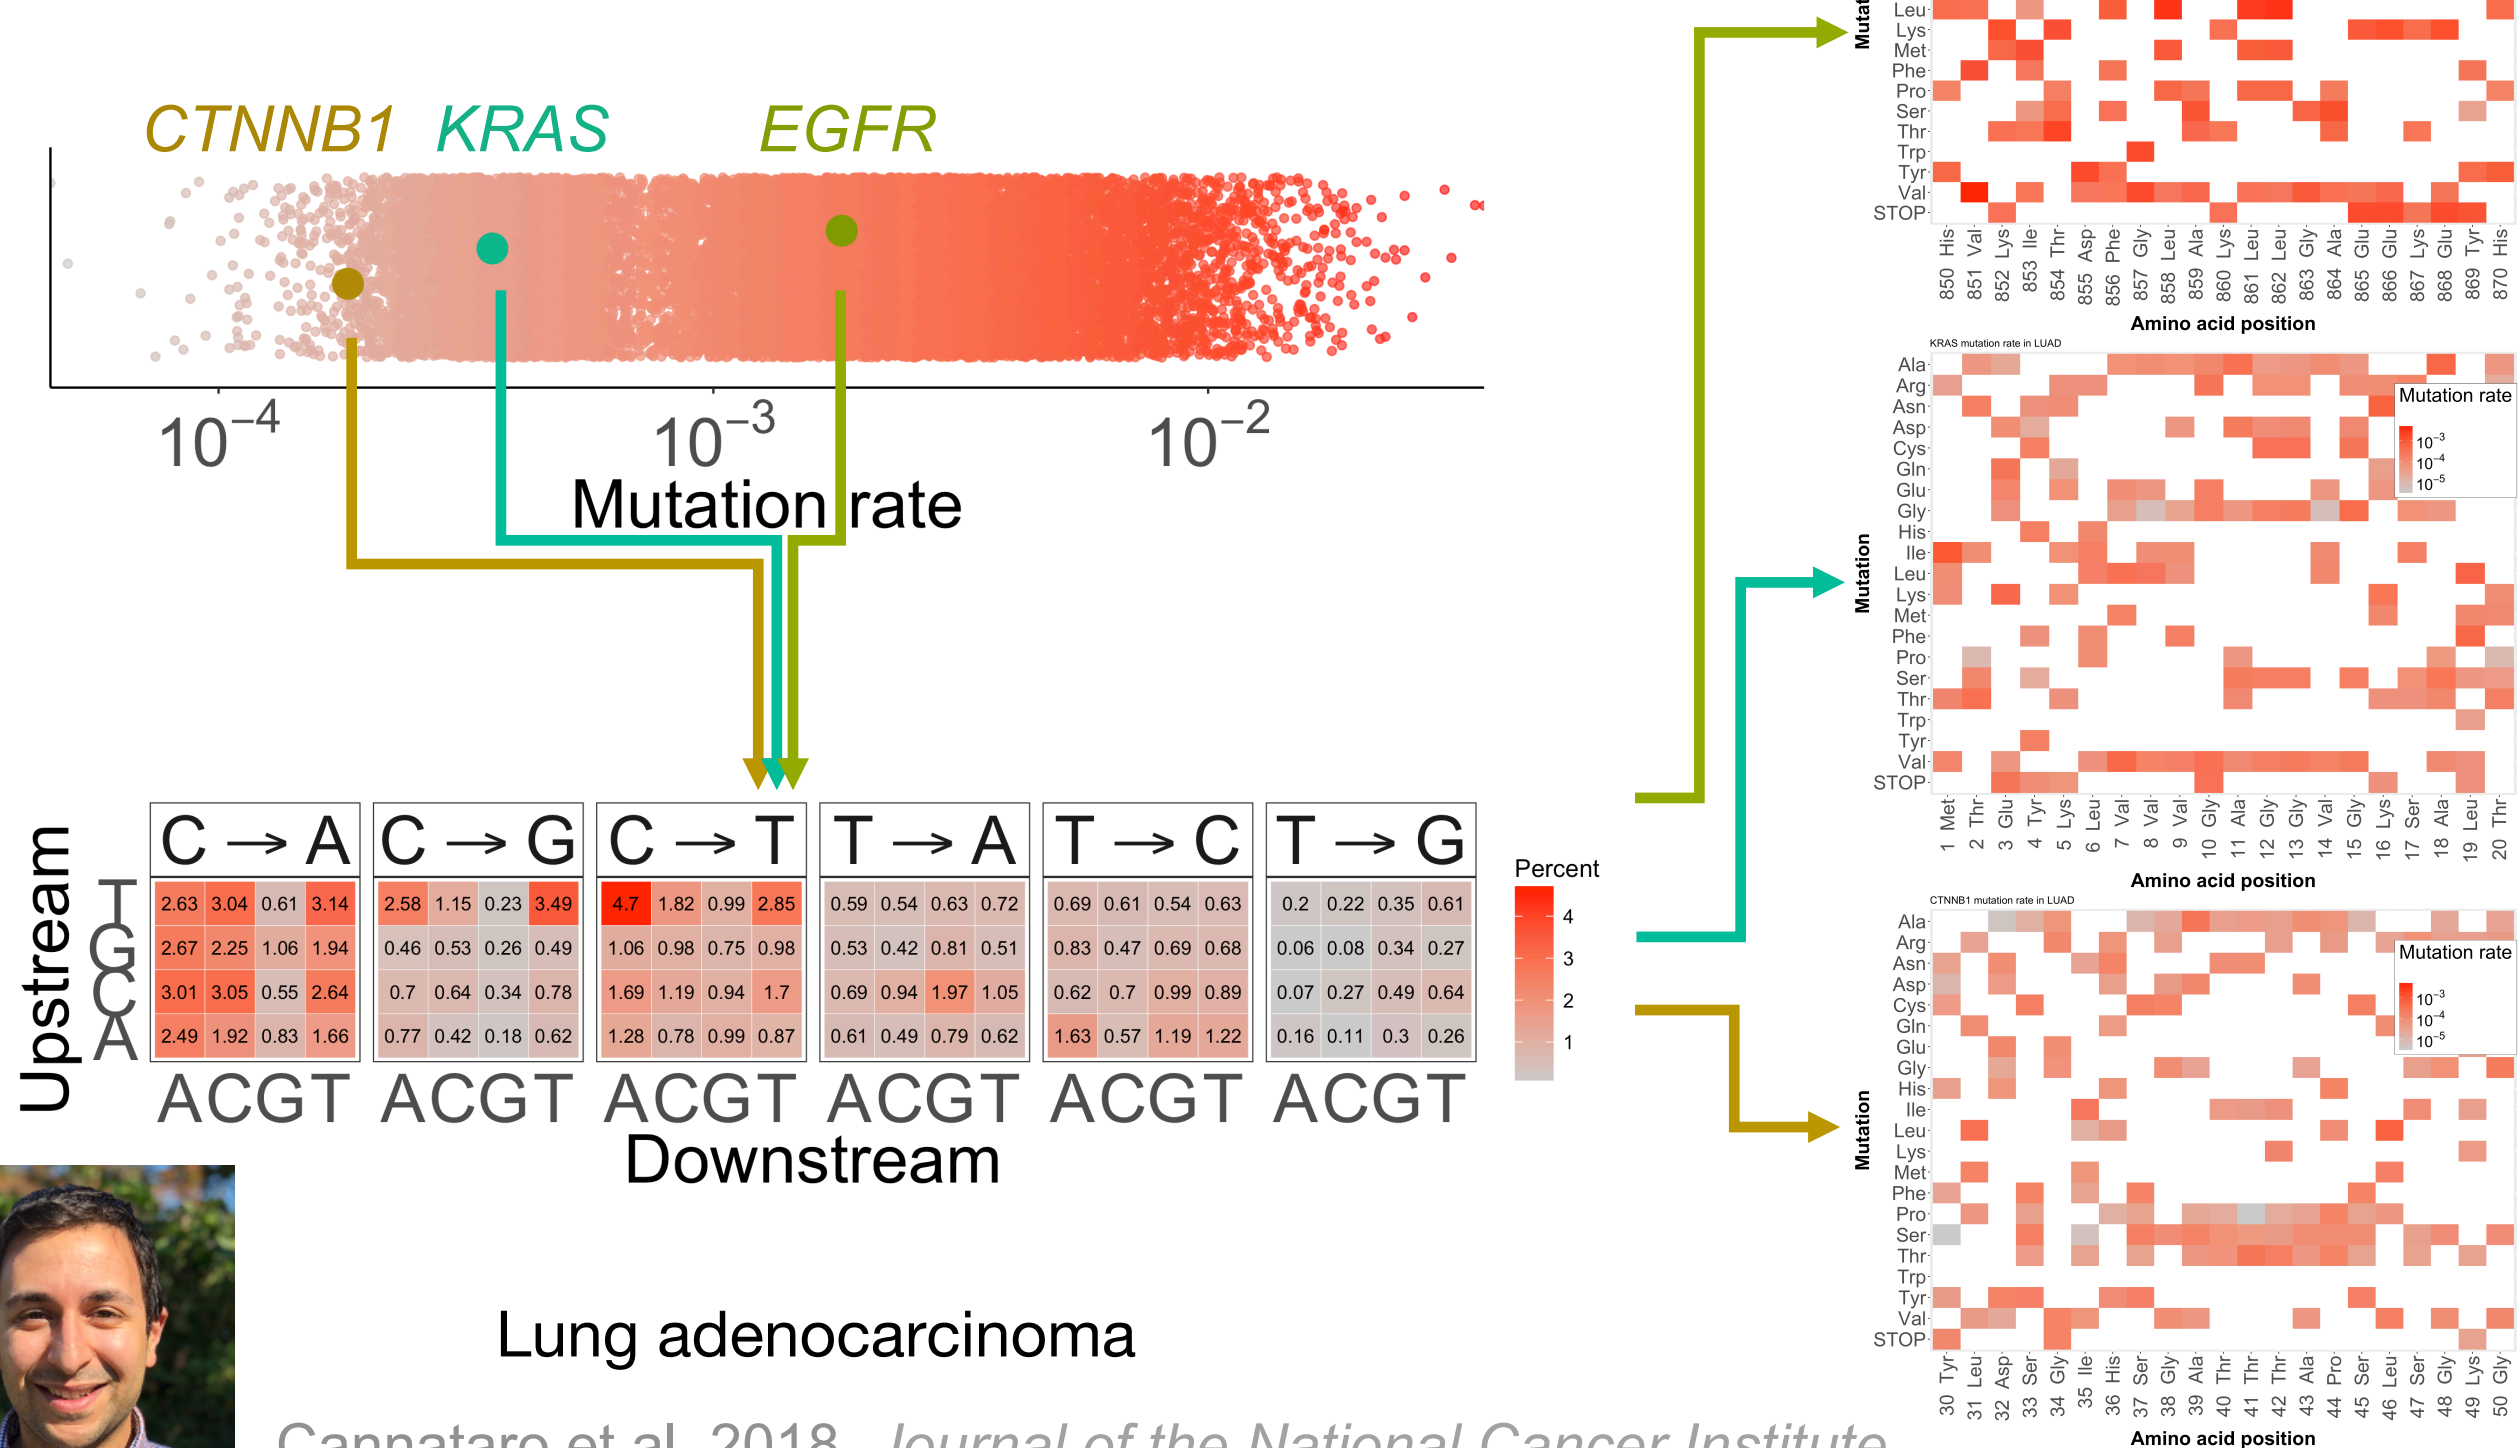 CTNNB1 KRAS EGFR
10−4 10−3 10−2
Mutation rate
Upstream
C → A C → G C → T T → A T → C T → G
T 2.63 3.04 0.61 3.14 2.58 1.15 0.23 3.49 4.7 1.82 0.99 2.85 0.59 0.54 0.63 0.72 0.69 0.61 0.54 0.63 0.2 0.22 0.35 0.61
G 2.67 2.25 1.06 1.94 0.46 0.53 0.26 0.49 1.06 0.98 0.75 0.98 0.53 0.42 0.81 0.51 0.83 0.47 0.69 0.68 0.06 0.08 0.34 0.27
C 3.01 3.05 0.55 2.64 0.7 0.64 0.34 0.78 1.69 1.19 0.94 1.7 0.69 0.94 1.97 1.05 0.62 0.7 0.99 0.89 0.07 0.27 0.49 0.64
A 2.49 1.92 0.83 1.66 0.77 0.42 0.18 0.62 1.28 0.78 0.99 0.87 0.61 0.49 0.79 0.62 1.63 0.57 1.19 1.22 0.16 0.11 0.3 0.26
A C G T A C G T A C G T A C G T A C G T A C G T
Downstream
Percent
4
3
2
1
Lung adenocarcinoma
Cannataro et al. 2018 Journal of the National Cancer Institute
Leu
Lys
Met
Phe
Pro
Ser
Thr
Trp
Tyr
Val
STOP
850 His 851 Val 852 Lys 853 Ile 854 Thr 855 Asp 856 Phe 857 Gly 858 Leu 859 Ala 860 Lys 861 Leu 862 Leu 863 Gly 864 Ala 865 Glu 866 Glu 867 Lys 868 Glu 869 Tyr 870 His
Amino acid position
KRAS mutation rate in LUAD
Mutation
Ala
Arg
Asn
Asp
Cys
Gln
Glu
Gly
His
Ile
Leu
Lys
Met
Phe
Pro
Ser
Thr
Trp
Tyr
Val
STOP
Mutation rate
10−3
10−4
10−5
1 Met 2 Thr 3 Glu 4 Tyr 5 Lys 6 Leu 7 Val 8 Val 9 Val 10 Gly 11 Ala 12 Gly 13 Gly 14 Val 15 Gly 16 Lys 17 Ser 18 Ala 19 Leu 20 Thr
Amino acid position
CTNNB1 mutation rate in LUAD
Mutation
Ala
Arg
Asn
Asp
Cys
Gln
Glu
Gly
His
Ile
Leu
Lys
Met
Phe
Pro
Ser
Thr
Trp
Tyr
Val
STOP
Mutation rate
10−3
10−4
10−5
30 Tyr 31 Leu 32 Asp 33 Ser 34 Gly 35 Ile 36 His 37 Ser 38 Gly 39 Ala 40 Thr 41 Thr 42 Thr 43 Ala 44 Pro 45 Ser 46 Leu 47 Ser 48 Gly 49 Lys 50 Gly
Amino acid position